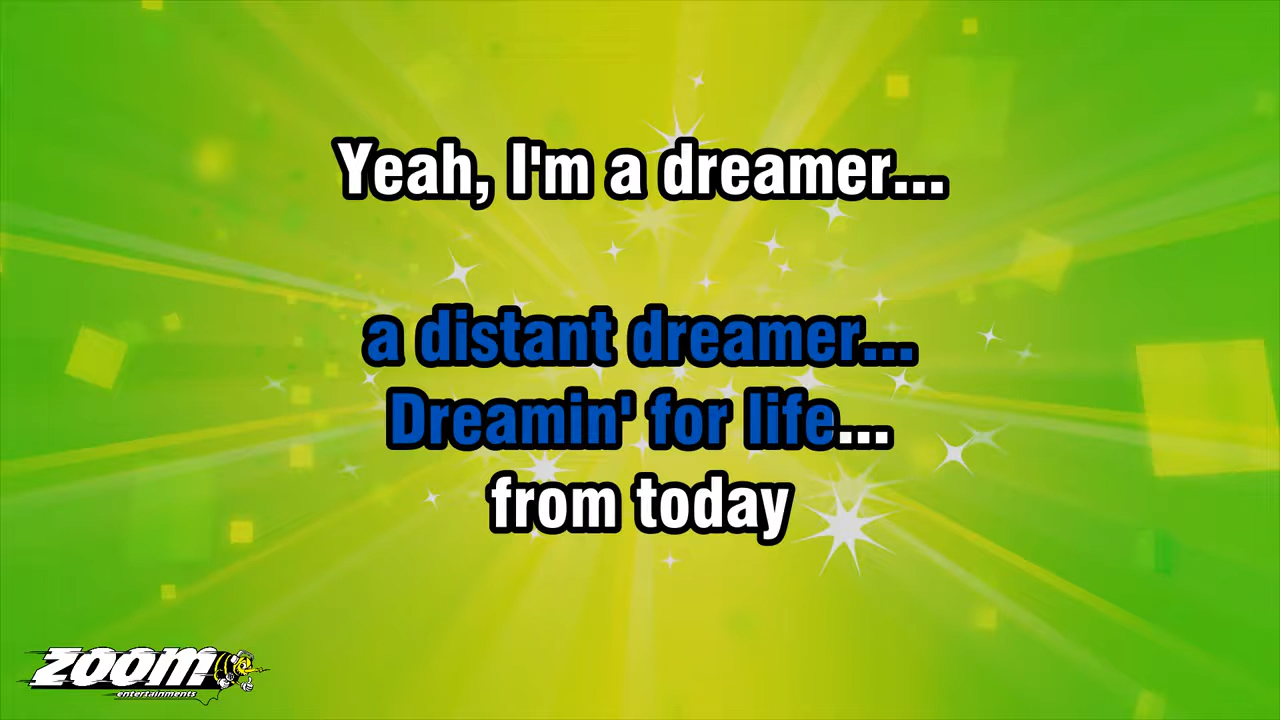 Yeah, I'm a dreamer...
a distant dreamer...
Dreamin' for life...
from today
zoom
entertainments